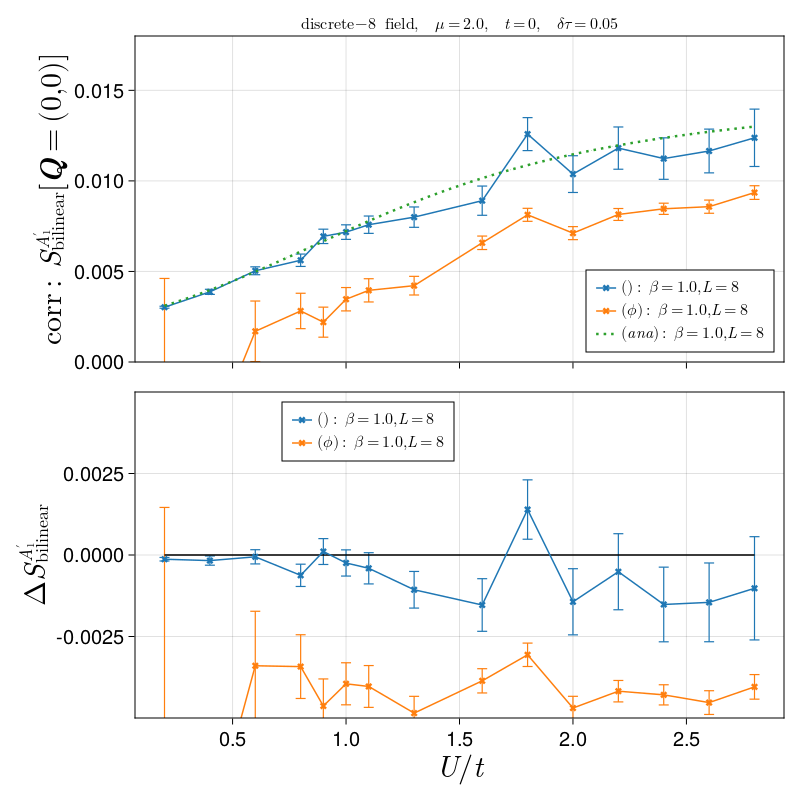 discrete−8 field, μ = 2.0, t = 0, δτ = 0.05
corr : S^{A_1'}_{bilinear}[Q = (0,0)]
0.015
0.010
0.005
0.000
() : β = 1.0, L = 8
(ϕ) : β = 1.0, L = 8
(ana) : β = 1.0, L = 8
() : β = 1.0, L = 8
(ϕ) : β = 1.0, L = 8
ΔS^{A_1'}_{bilinear}
0.0025
0.0000
-0.0025
0.5 1.0 1.5 2.0 2.5
U/t